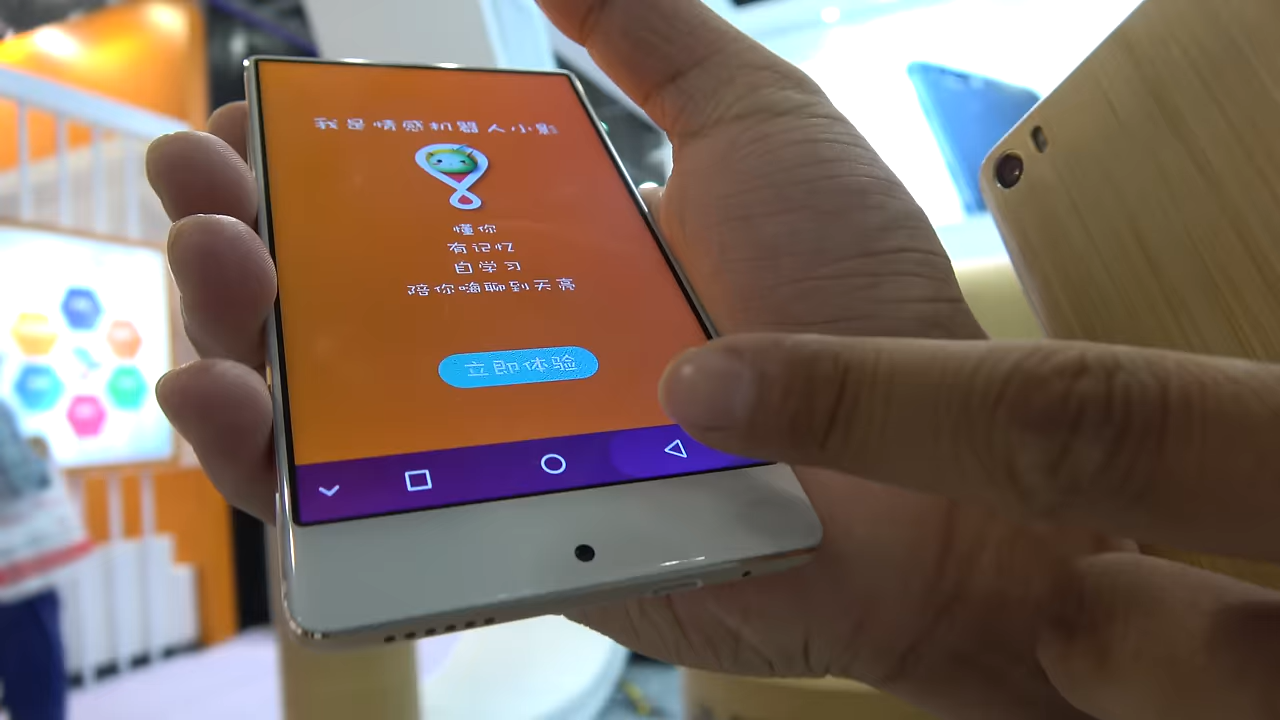 我是情感机器人小影
懂你
有记忆
自学习
陪你嗨聊到天亮
立即体验